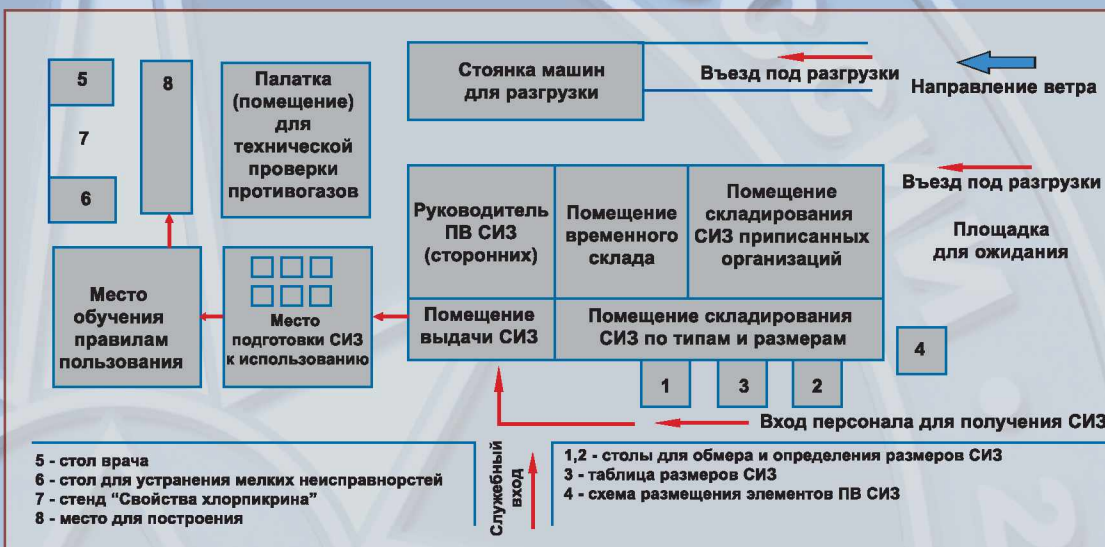 5
7
6
8
Палатка
(помещение)
для
технической
проверки
противогазов
Стоянка машин
для разгрузки
Въезд под разгрузки
Направление ветра
Въезд под разгрузки
Площадка
для ожидания
Руководитель
ПВ СИЗ
(сторонних)
Помещение
временного
склада
Помещение
складирования
СИЗ приписанных
организаций
Помещение
выдачи СИЗ
Помещение складирования
СИЗ по типам и размерам
Место
обучения
правилам
пользования
Место
подготовки СИЗ
к использованию
4
1
3
2
Вход персонала для получения СИЗ
Служебный
вход
5 - стол врача
6 - стол для устранения мелких неисправнорстей
7 - стенд “Свойства хлорпикрина”
8 - место для построения
1,2 - столы для обмера и определения размеров СИЗ
3 - таблица размеров СИЗ
4 - схема размещения элементов ПВ СИЗ